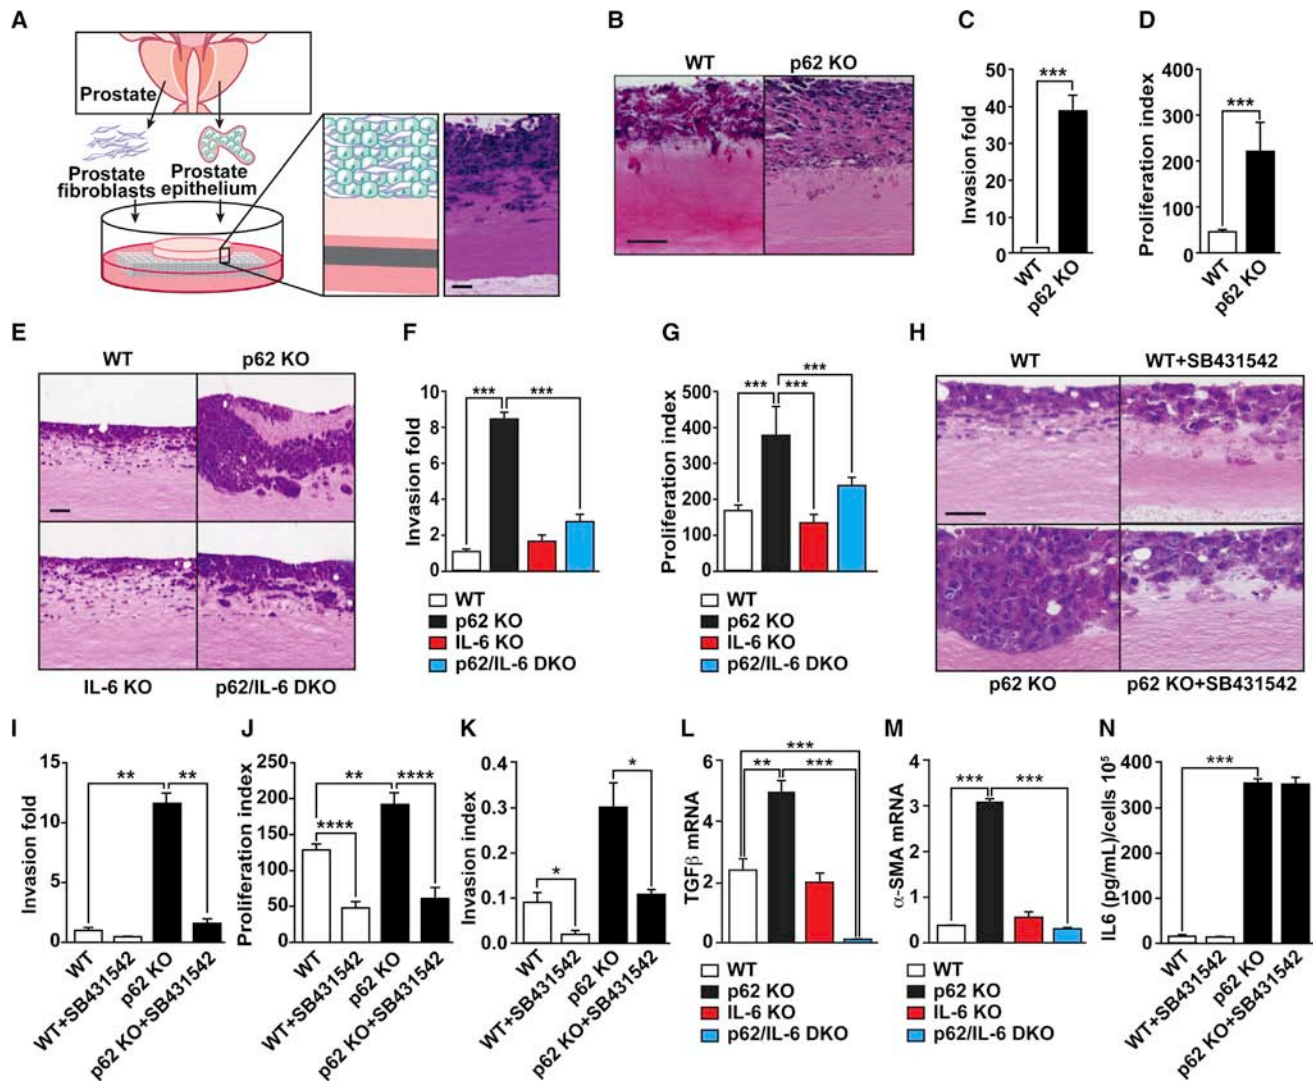 A
Prostate
Prostate
fibroblasts
Prostate
epithelium
B
WT
p62 KO
C
Invasion fold
50
40
30
20
10
0
***
WT
p62 KO
D
Proliferation index
400
300
200
100
0
***
WT
p62 KO
E
WT
p62 KO
IL-6 KO
p62/IL-6 DKO
F
Invasion fold
10
8
6
4
2
0
***
***
WT
p62 KO
IL-6 KO
p62/IL-6 DKO
G
Proliferation index
500
400
300
200
100
0
***
***
***
WT
p62 KO
IL-6 KO
p62/IL-6 DKO
H
WT
WT+SB431542
p62 KO
p62 KO+SB431542
I
Invasion fold
15
10
5
0
**
**
WT
WT+SB431542
p62 KO
p62 KO+SB431542
J
Proliferation index
250
200
150
100
50
0
**
****
****
WT
WT+SB431542
p62 KO
p62 KO+SB431542
K
Invasion index
0.4
0.3
0.2
0.1
0.0
*
*
WT
WT+SB431542
p62 KO
p62 KO+SB431542
L
TGFβ mRNA
6
4
2
0
***
**
***
WT
p62 KO
IL-6 KO
p62/IL-6 DKO
M
α-SMA mRNA
4
3
2
1
0
***
***
WT
p62 KO
IL-6 KO
p62/IL-6 DKO
N
IL6 (pg/mL)/cells 10⁵
400
300
200
100
0
***
WT
WT+SB431542
p62 KO
p62 KO+SB431542